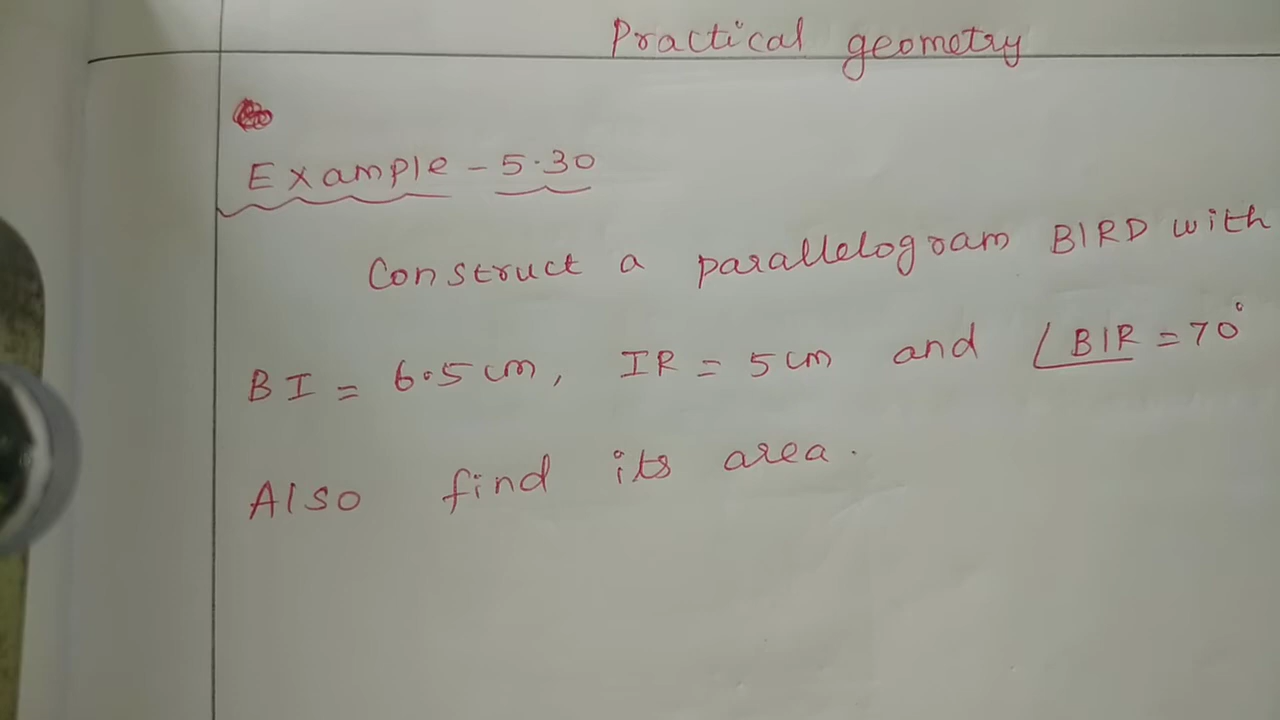 Practical geometry
Example - 5.30
Construct a parallelogram BIRD with
BI = 6.5 cm, IR = 5 cm and ∠BIR = 70°
Also find its area.